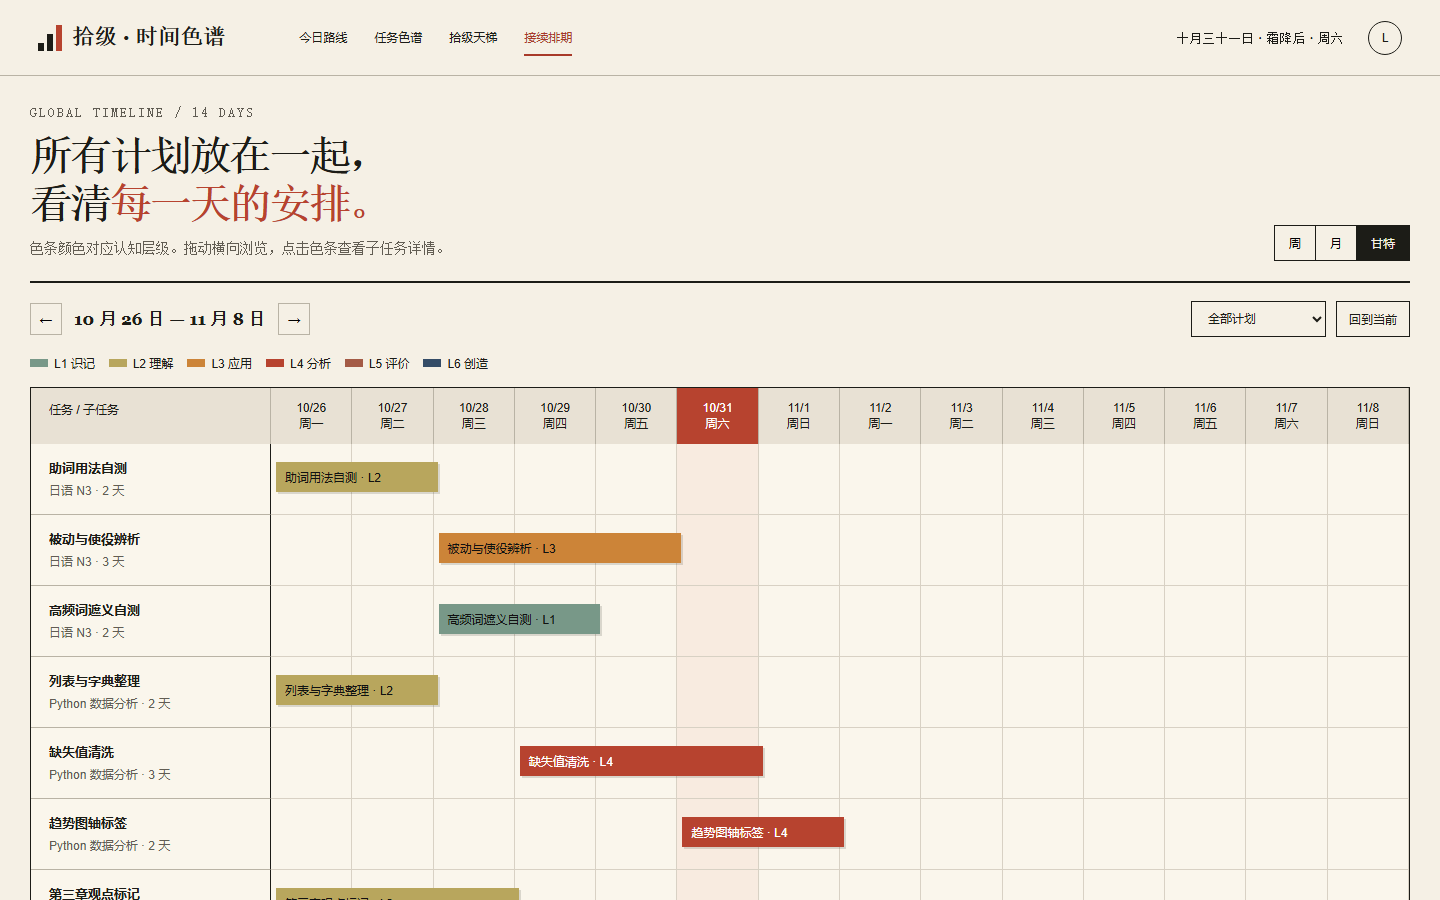 拾级 · 时间色谱
今日路线
任务色谱
拾级天梯
接续排期
十月三十一日 · 霜降后 · 周六
L
GLOBAL TIMELINE / 14 DAYS
所有计划放在一起，
看清每一天的安排。
色条颜色对应认知层级。拖动横向浏览，点击色条查看子任务详情。
周
月
甘特
←
10 月 26 日 — 11 月 8 日
→
全部计划
回到当前
L1 识记
L2 理解
L3 应用
L4 分析
L5 评价
L6 创造
任务 / 子任务
10/26
周一
10/27
周二
10/28
周三
10/29
周四
10/30
周五
10/31
周六
11/1
周日
11/2
周一
11/3
周二
11/4
周三
11/5
周四
11/6
周五
11/7
周六
11/8
周日
助词用法自测
日语 N3 · 2 天
助词用法自测 · L2
被动与使役辨析
日语 N3 · 3 天
被动与使役辨析 · L3
高频词遮义自测
日语 N3 · 2 天
高频词遮义自测 · L1
列表与字典整理
Python 数据分析 · 2 天
列表与字典整理 · L2
缺失值清洗
Python 数据分析 · 3 天
缺失值清洗 · L4
趋势图轴标签
Python 数据分析 · 2 天
趋势图轴标签 · L4
第三章观点标记